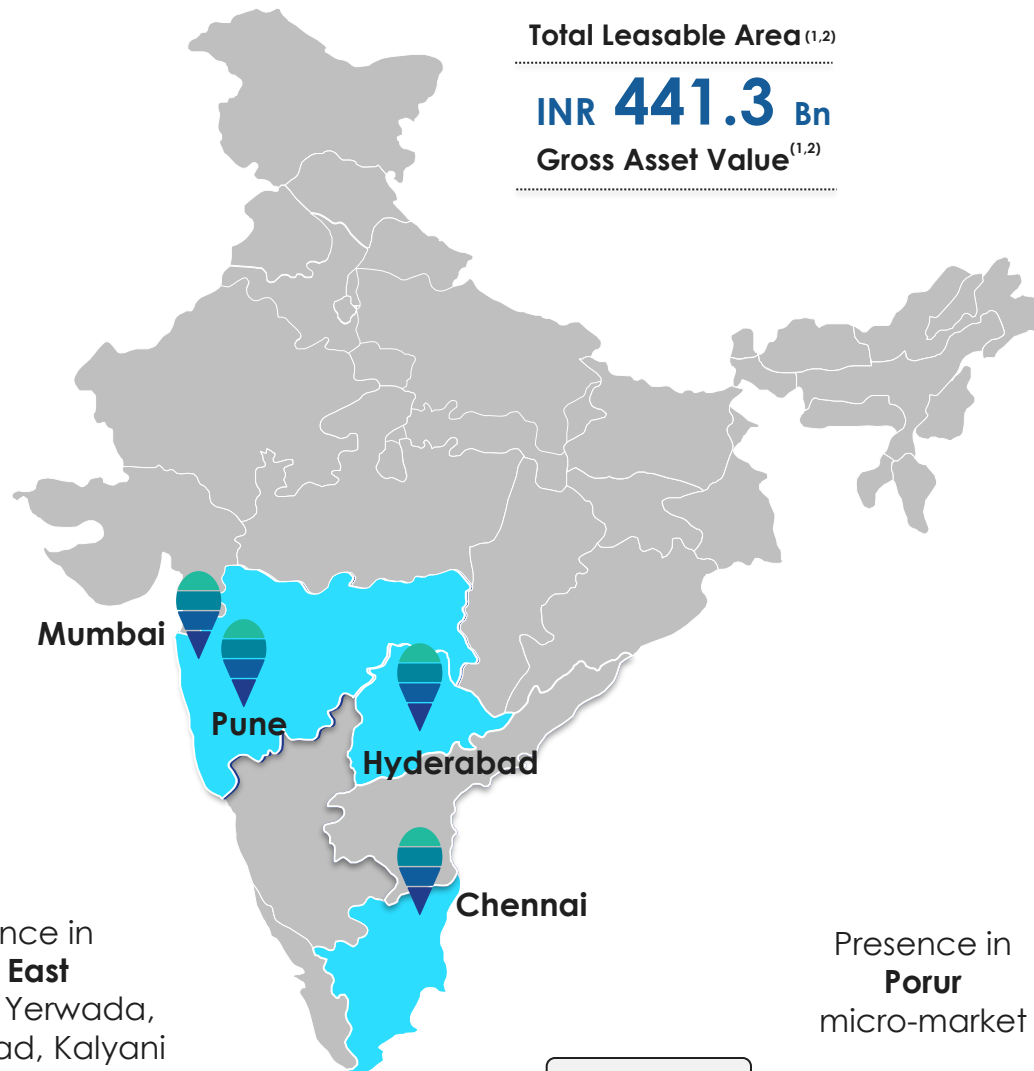 Total Leasable Area (1,2)
INR 441.3 Bn
Gross Asset Value (1,2)
Mumbai
Pune
Hyderabad
Chennai
in
East
Yerwada,
Kalyani
Presence in
Porur
micro-market